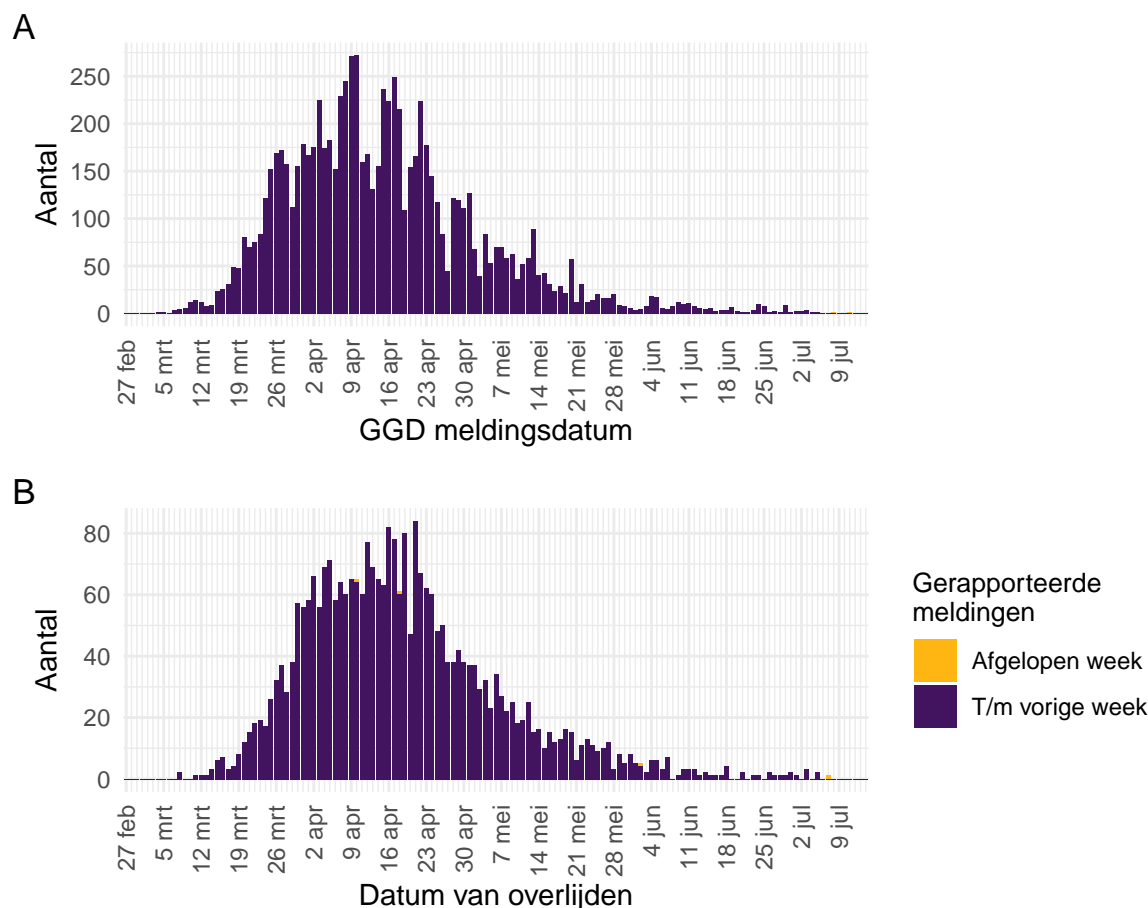 A
Aantal
250
200
150
100
50
0
27 feb
5 mrt
12 mrt
19 mrt
26 mrt
2 apr
9 apr
16 apr
23 apr
30 apr
7 mei
14 mei
21 mei
28 mei
4 jun
11 jun
18 jun
25 jun
2 jul
9 jul
GGD meldingsdatum
B
Aantal
80
60
40
20
0
27 feb
5 mrt
12 mrt
19 mrt
26 mrt
2 apr
9 apr
16 apr
23 apr
30 apr
7 mei
14 mei
21 mei
28 mei
4 jun
11 jun
18 jun
25 jun
2 jul
9 jul
Datum van overlijden
Gerapporteerde
meldingen
Afgelopen week
T/m vorige week